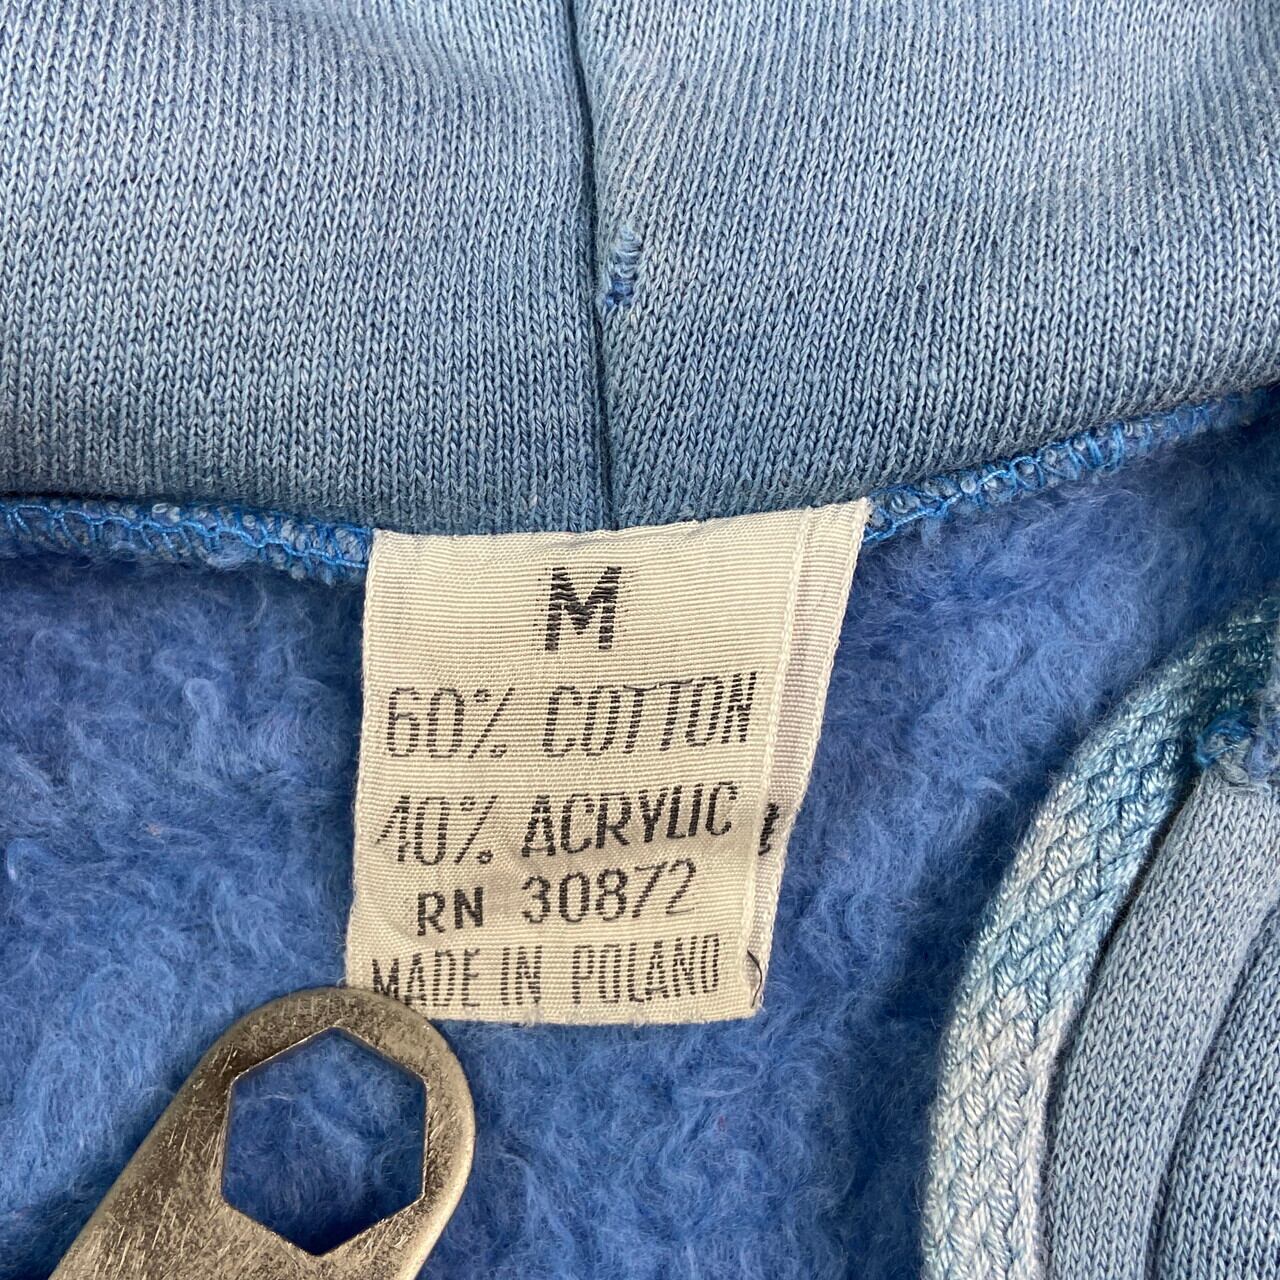 M
60% COTTON
40% ACRYLIC
RN 30872
MADE IN POLAND